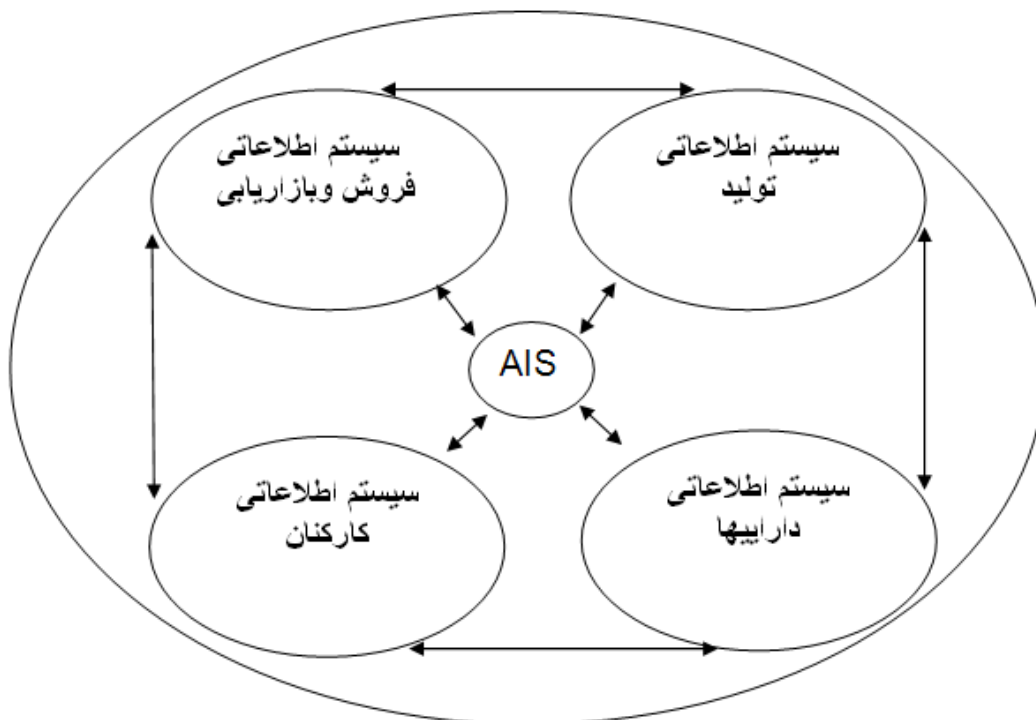 سیستم اطلاعاتی
تولید
سیستم اطلاعاتی
فروش وبازاریابی
AIS
سیستم اطلاعاتی
داراییها
سیستم اطلاعاتی
کارکنان